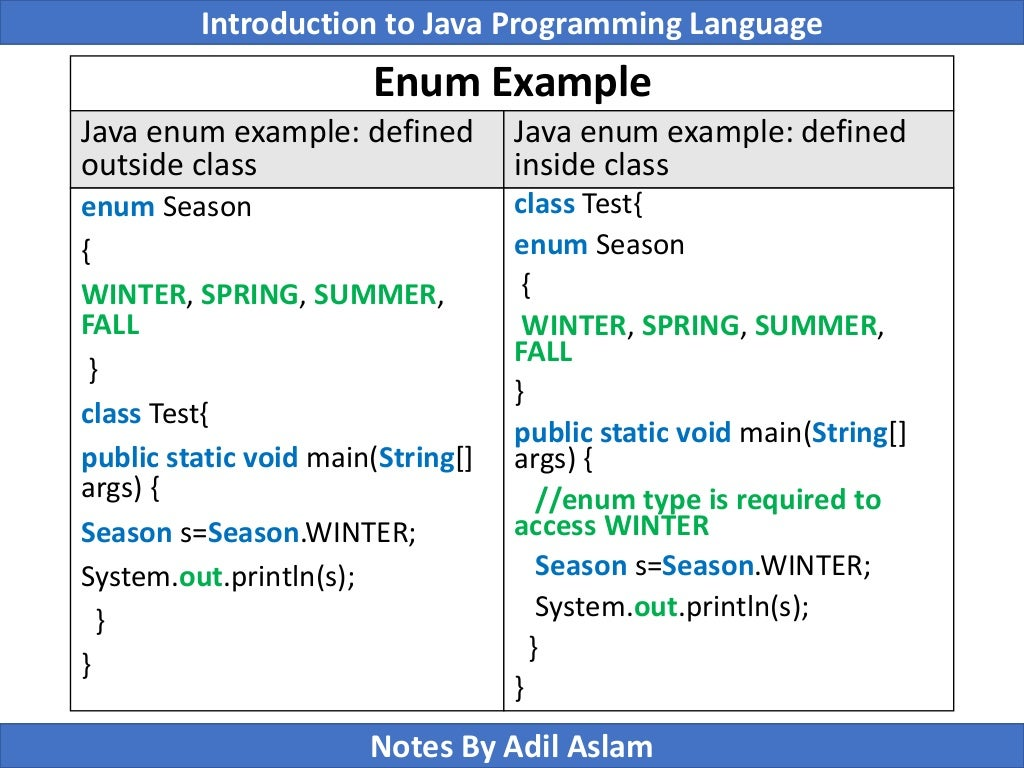 Introduction to Java Programming Language
Enum Example
Java enum example: defined
outside class
enum Season
{
WINTER, SPRING, SUMMER,
FALL
}
class Test{
public static void main(String[]
args) {
Season s=Season.WINTER;
System.out.println(s);
}
}
Java enum example: defined
inside class
class Test{
enum Season
{
WINTER, SPRING, SUMMER,
FALL
}
public static void main(String[]
args) {
//enum type is required to
access WINTER
Season s=Season.WINTER;
System.out.println(s);
}
}
Notes By Adil Aslam